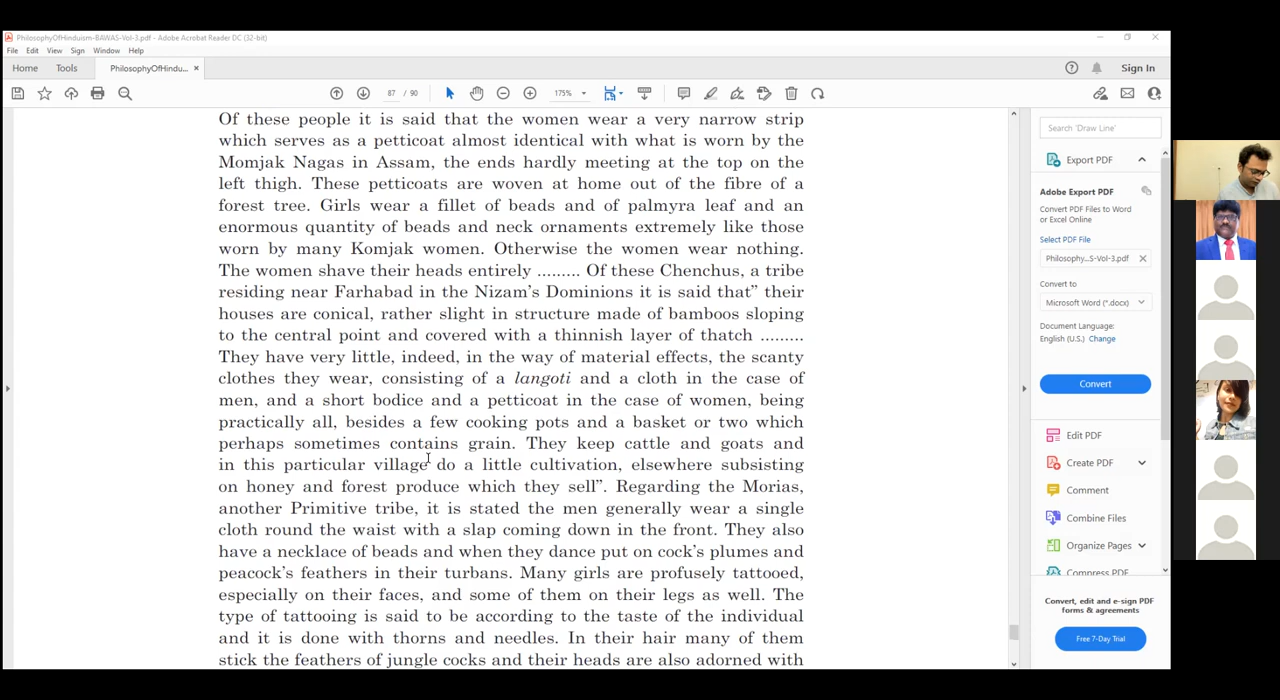 PhilosophyOfHinduism-BAWAS-Vol-3.pdf - Adobe Acrobat Reader DC (32-bit)
File Edit View Sign Window Help
Home Tools PhilosophyOfHindu... ×
Sign In
87 / 90
175%
Of these people it is said that the women wear a very narrow strip
which serves as a petticoat almost identical with what is worn by the
Momjak Nagas in Assam, the ends hardly meeting at the top on the
left thigh. These petticoats are woven at home out of the fibre of a
forest tree. Girls wear a fillet of beads and of palmyra leaf and an
enormous quantity of beads and neck ornaments extremely like those
worn by many Komjak women. Otherwise the women wear nothing.
The women shave their heads entirely ......... Of these Chenchus, a tribe
residing near Farhabad in the Nizam's Dominions it is said that" their
houses are conical, rather slight in structure made of bamboos sloping
to the central point and covered with a thinnish layer of thatch .........
They have very little, indeed, in the way of material effects, the scanty
clothes they wear, consisting of a langoti and a cloth in the case of
men, and a short bodice and a petticoat in the case of women, being
practically all, besides a few cooking pots and a basket or two which
perhaps sometines contains grain. They keep cattle and goats and
in this particular village do a little cultivation, elsewhere subsisting
on honey and forest produce which they sell". Regarding the Morias,
another Primitive tribe, it is stated the men generally wear a single
cloth round the waist with a slap coming down in the front. They also
have a necklace of beads and when they dance put on cock's plumes and
peacock's feathers in their turbans. Many girls are profusely tattooed,
especially on their faces, and some of them on their legs as well. The
type of tattooing is said to be according to the taste of the individual
and it is done with thorns and needles. In their hair many of them
stick the feathers of jungle cocks and their heads are also adorned with
Search 'Draw Line'
Export PDF
Adobe Export PDF
Convert PDF Files to Word
or Excel Online
Select PDF File
Philosophy...S-Vol-3.pdf
Convert to
Microsoft Word (*.docx)
Document Language:
English (U.S.) Change
Convert
Edit PDF
Create PDF
Comment
Combine Files
Organize Pages
Compress PDF
Convert, edit and e-sign PDF
forms & agreements
Free 7-Day Trial